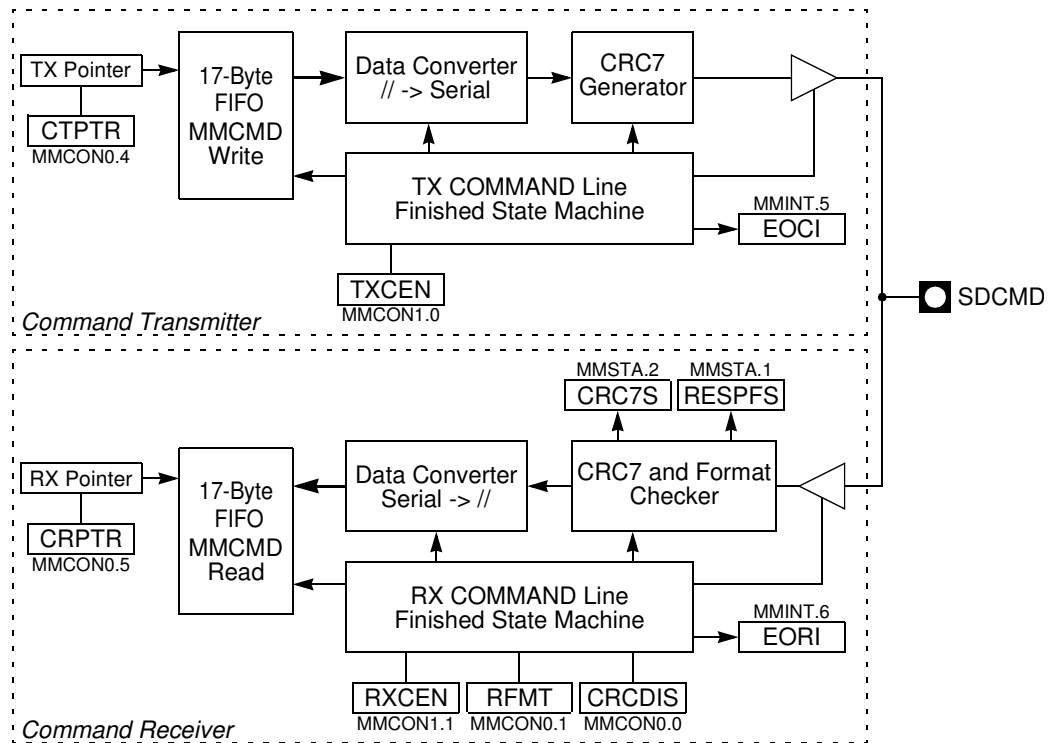 TX Pointer
CTPTR
MMCON0.4
17-Byte
FIFO
MMCMD
Write
Data Converter
// -> Serial
CRC7
Generator
TX COMMAND Line
Finished State Machine
MMINT.5
EOCI
TXCEN
MMCON1.0
Command Transmitter
SDCMD
MMSTA.2
CRC7S
MMSTA.1
RESPFS
RX Pointer
CRPTR
MMCON0.5
17-Byte
FIFO
MMCMD
Read
Data Converter
Serial -> //
CRC7 and Format
Checker
RX COMMAND Line
Finished State Machine
MMINT.6
EORI
RXCEN
MMCON1.1
RFMT
MMCON0.1
CRCDIS
MMCON0.0
Command Receiver